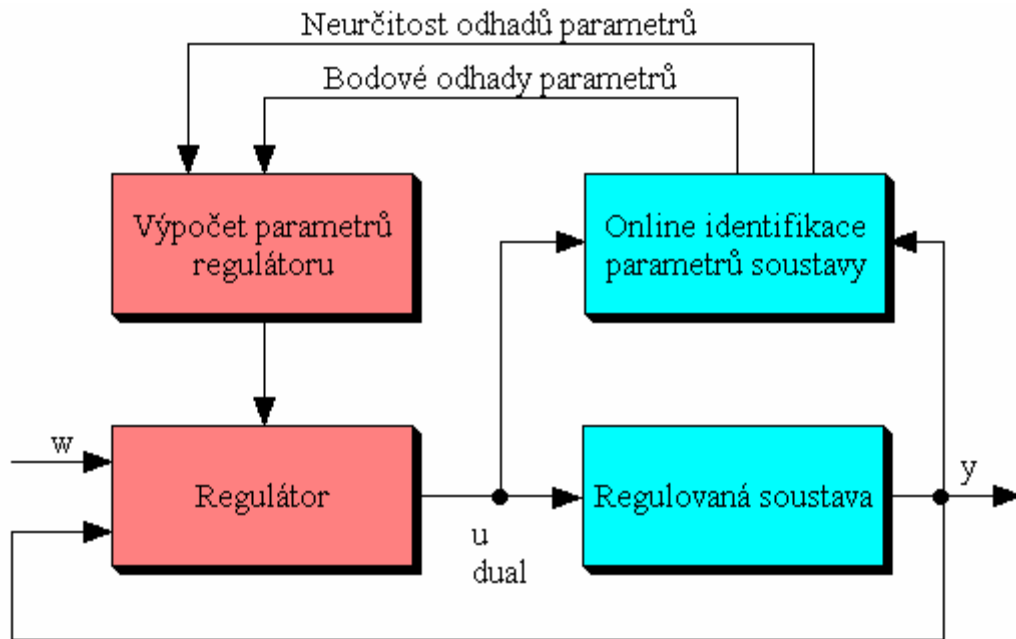 Neurčitost odhadů parametrů
Bodové odhady parametrů
Výpočet parametrů
regulátoru
Online identifikace
parametrů soustavy
w
Regulátor
u
dual
Regulovaná soustava
y